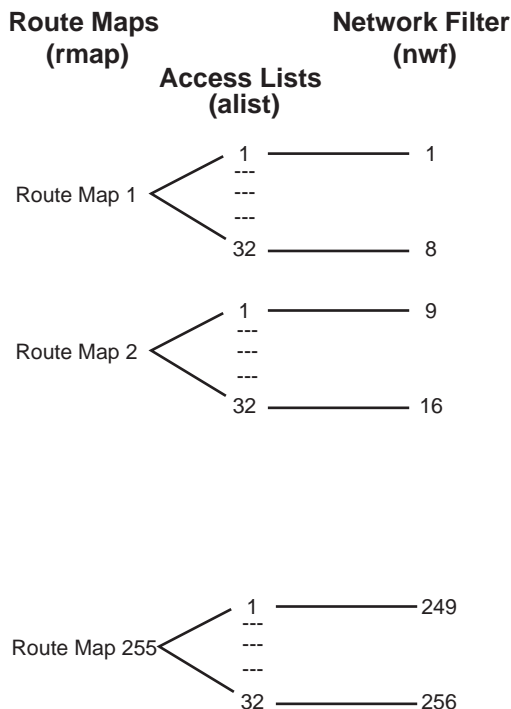 Route Maps
(rmap)
Network Filter
(nwf)
Access Lists
(alist)
1 1
---
Route Map 1 ---
---
32 8
1 9
---
Route Map 2 ---
---
32 16
1 249
---
Route Map 255 ---
---
32 256